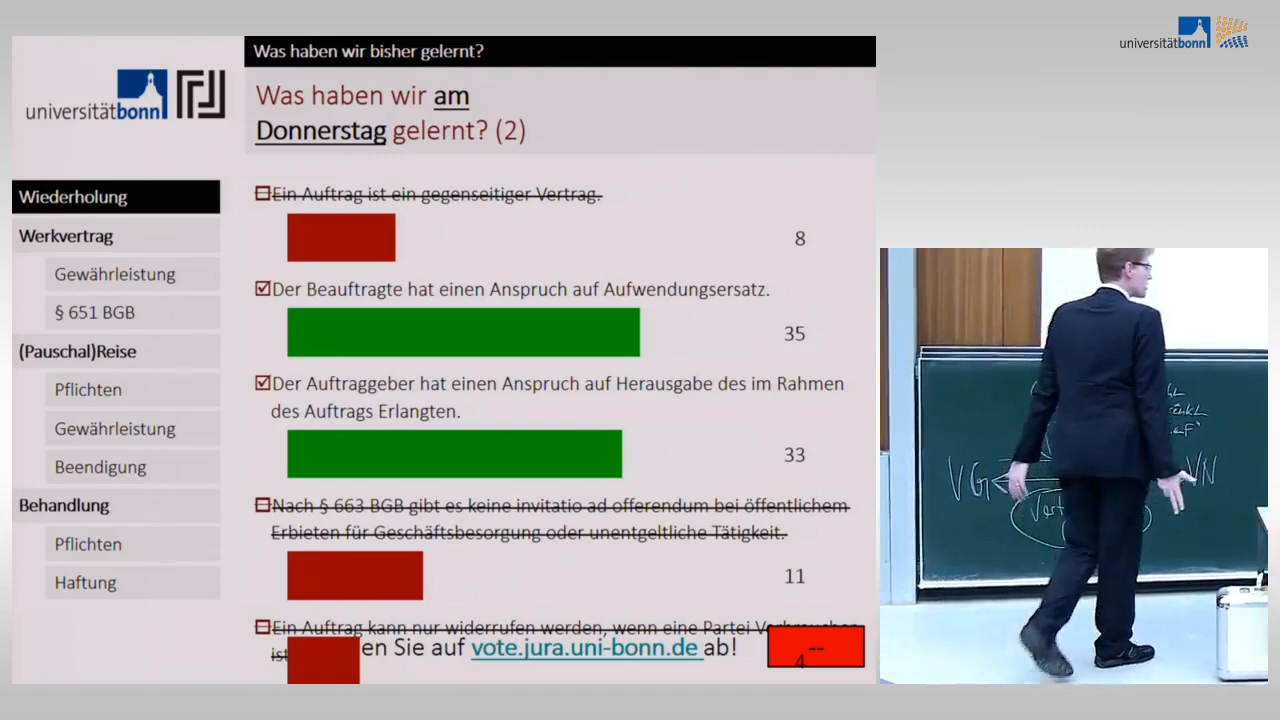 universitätbonn
Was haben wir bisher gelernt?
universitätbonn
Was haben wir am
Donnerstag gelernt? (2)
Wiederholung
Werkvertrag
Gewährleistung
§ 651 BGB
(Pauschal)Reise
Pflichten
Gewährleistung
Beendigung
Behandlung
Pflichten
Haftung
Ein Auftrag ist ein gegenseitiger Vertrag.
8
Der Beauftragte hat einen Anspruch auf Aufwendungsersatz.
35
Der Auftraggeber hat einen Anspruch auf Herausgabe des im Rahmen
des Auftrags Erlangten.
33
Nach § 663 BGB gibt es keine invitatio ad offerendum bei öffentlichem
Erbieten für Geschäftsbesorgung oder unentgeltliche Tätigkeit.
11
Ein Auftrag kann nur widerrufen werden, wenn eine Partei Verbraucher
ist
en Sie auf vote.jura.uni-bonn.de ab!
--
4
VG
VN